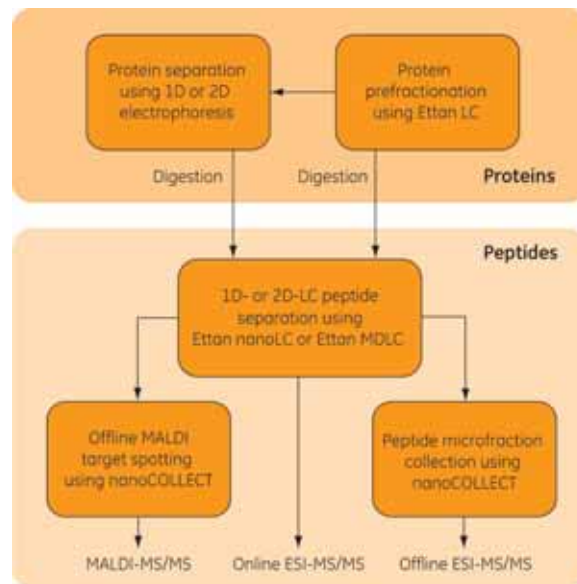 Protein separation
using 1D or 2D
electrophoresis
Protein
prefractionation
using Ettan LC
Digestion
Digestion
Proteins
Peptides
1D- or 2D-LC peptide
separation using
Ettan nanoLC or Ettan MDLC
Offline MALDI
target spotting
using nanoCOLLECT
Peptide microfraction
collection using
nanoCOLLECT
MALDI-MS/MS
Online ESI-MS/MS
Offline ESI-MS/MS